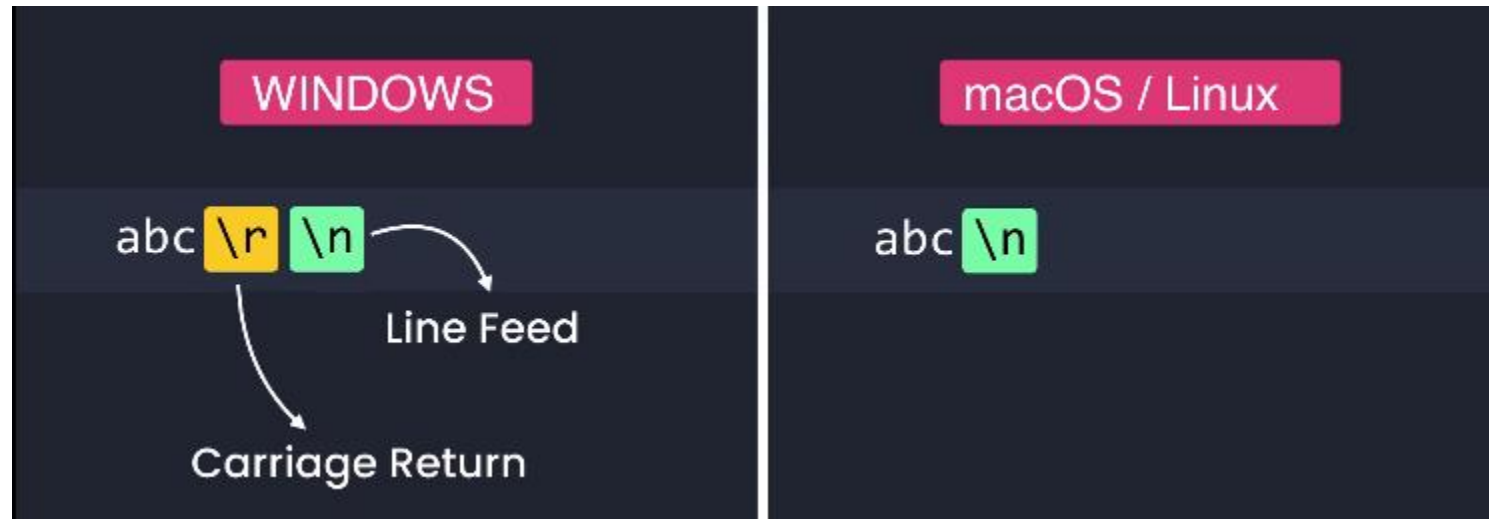 WINDOWS
abc \r \n
Line Feed
Carriage Return
macOS / Linux
abc \n